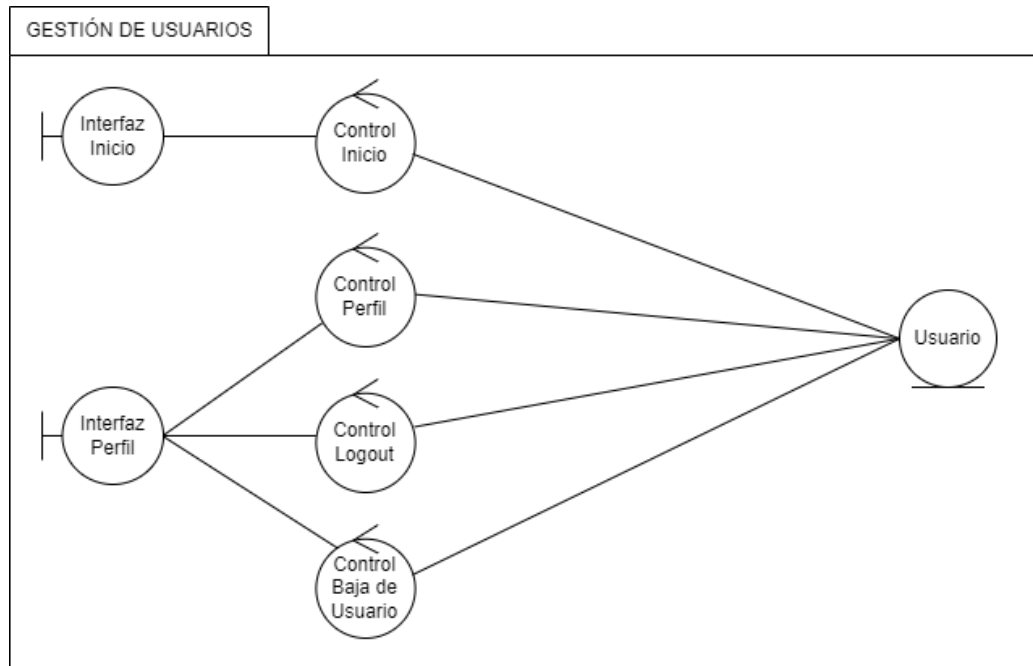 GESTIÓN DE USUARIOS
Interfaz
Inicio
Control
Inicio
Control
Perfil
Usuario
Interfaz
Perfil
Control
Logout
Control
Baja de
Usuario